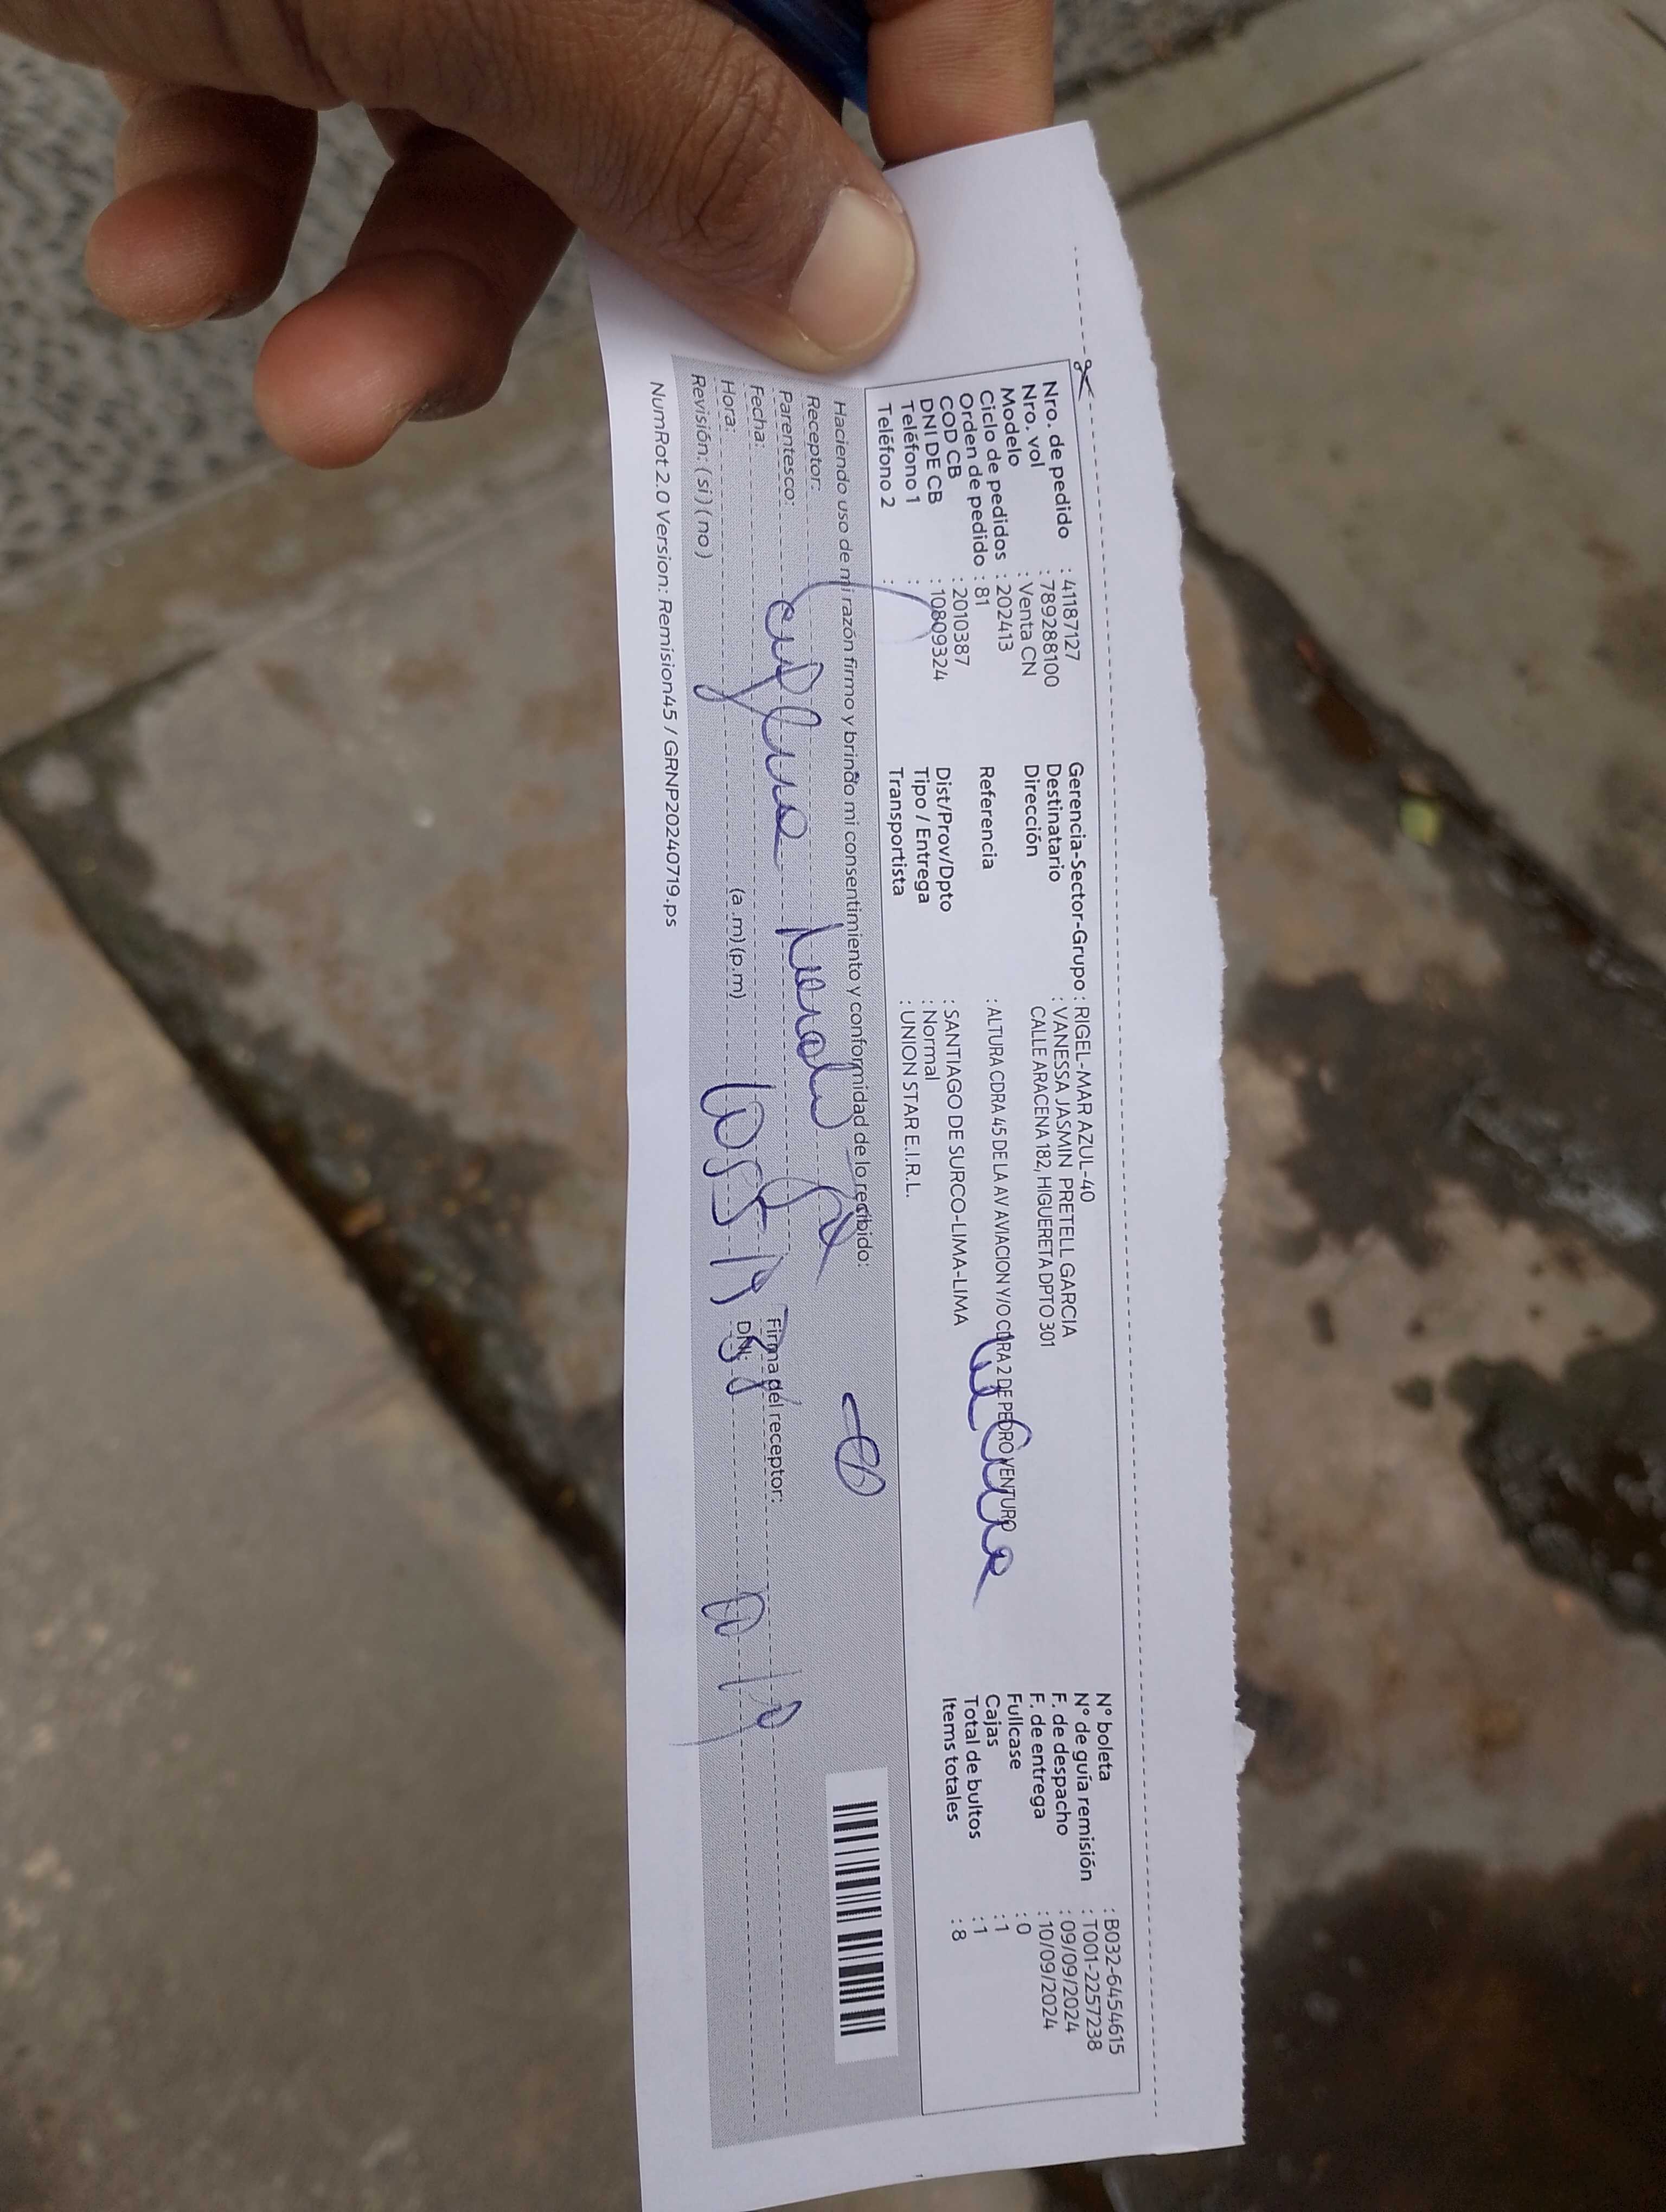 Nro. de pedido : 41187127
Nro. vol : 7892888100
Modelo : Venta CN
Ciclo de pedidos : 202413
Orden de pedido : 81
COD CB : 2010387
DNI DE CB : 10809324
Teléfono 1 :
Teléfono 2 :
Gerencia-Sector-Grupo : RIGEL-MAR AZUL-40
Destinatario : VANESSA JASMIN PRETELL GARCIA
Dirección CALLE ARACENA 182, HIGUERETA DPTO 301
Referencia : ALTURA CDRA 45 DE LA AV AVIACION Y/O CDRA 2 DE PEDRO VENTURO
Dist/Prov/Dpto : SANTIAGO DE SURCO-LIMA-LIMA
Tipo / Entrega : Normal
Transportista : UNION STAR E.I.R.L.
N° boleta : B032-6454615
N° de guía remisión : T001-2257238
F. de despacho : 09/09/2024
F. de entrega : 10/09/2024
Fullcase : 0
Cajas : 1
Total de bultos : 1
Items totales : 8
Haciendo uso de mi razón firmo y brindo mi consentimiento y conformidad de lo recibido:
Receptor:
Parentesco:
Fecha:
Hora: (a.m)(p.m)
Firma del receptor:
DNI:
Revisión: (si) (no)
NumRot 2.0 Version: Remision45 / GRNP20240719.ps